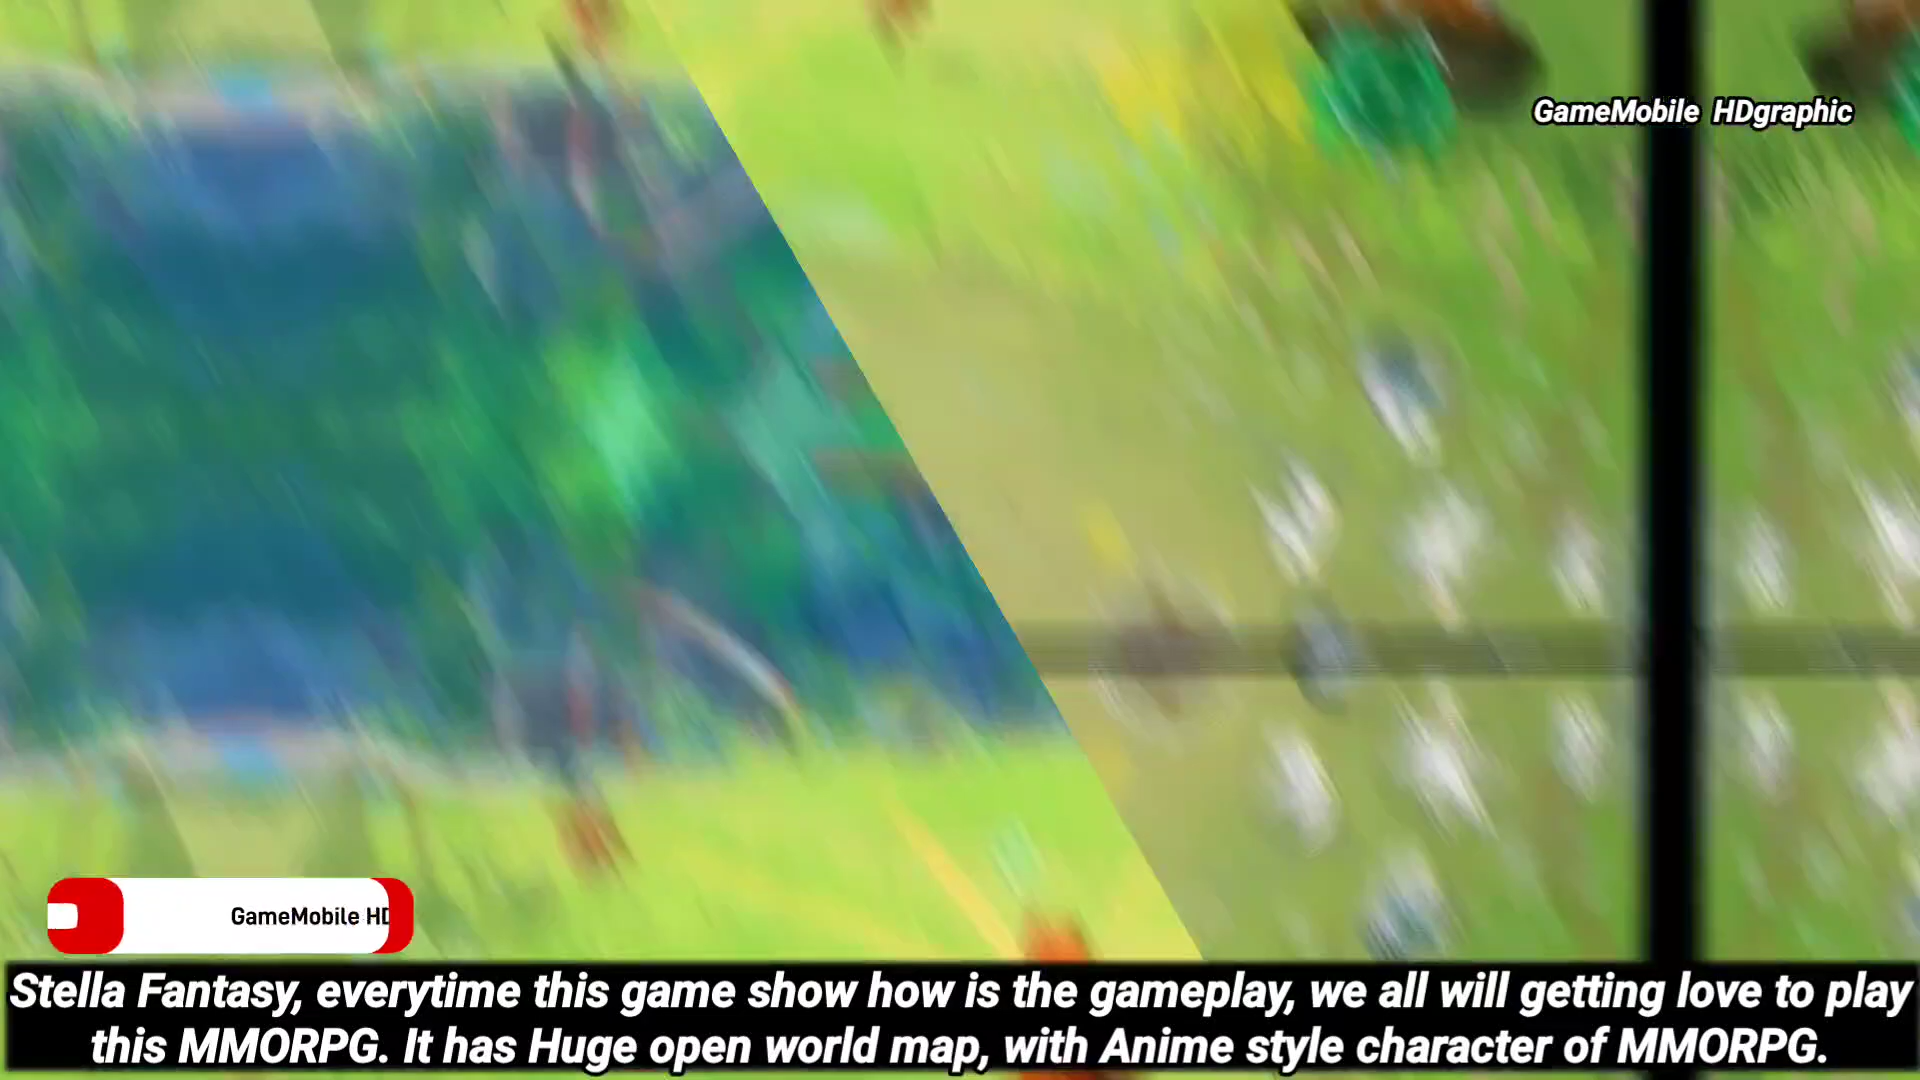 GameMobile HDgraphic
GameMobile HD
Stella Fantasy, everytime this game show how is the gameplay, we all will getting love to play
this MMORPG. It has Huge open world map, with Anime style character of MMORPG.